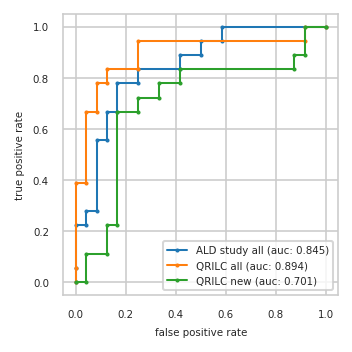 1.0
0.8
0.6
0.4
0.2
0.0
true positive rate
ALD study all (auc: 0.845)
QRILC all (auc: 0.894)
QRILC new (auc: 0.701)
0.0 0.2 0.4 0.6 0.8 1.0
false positive rate